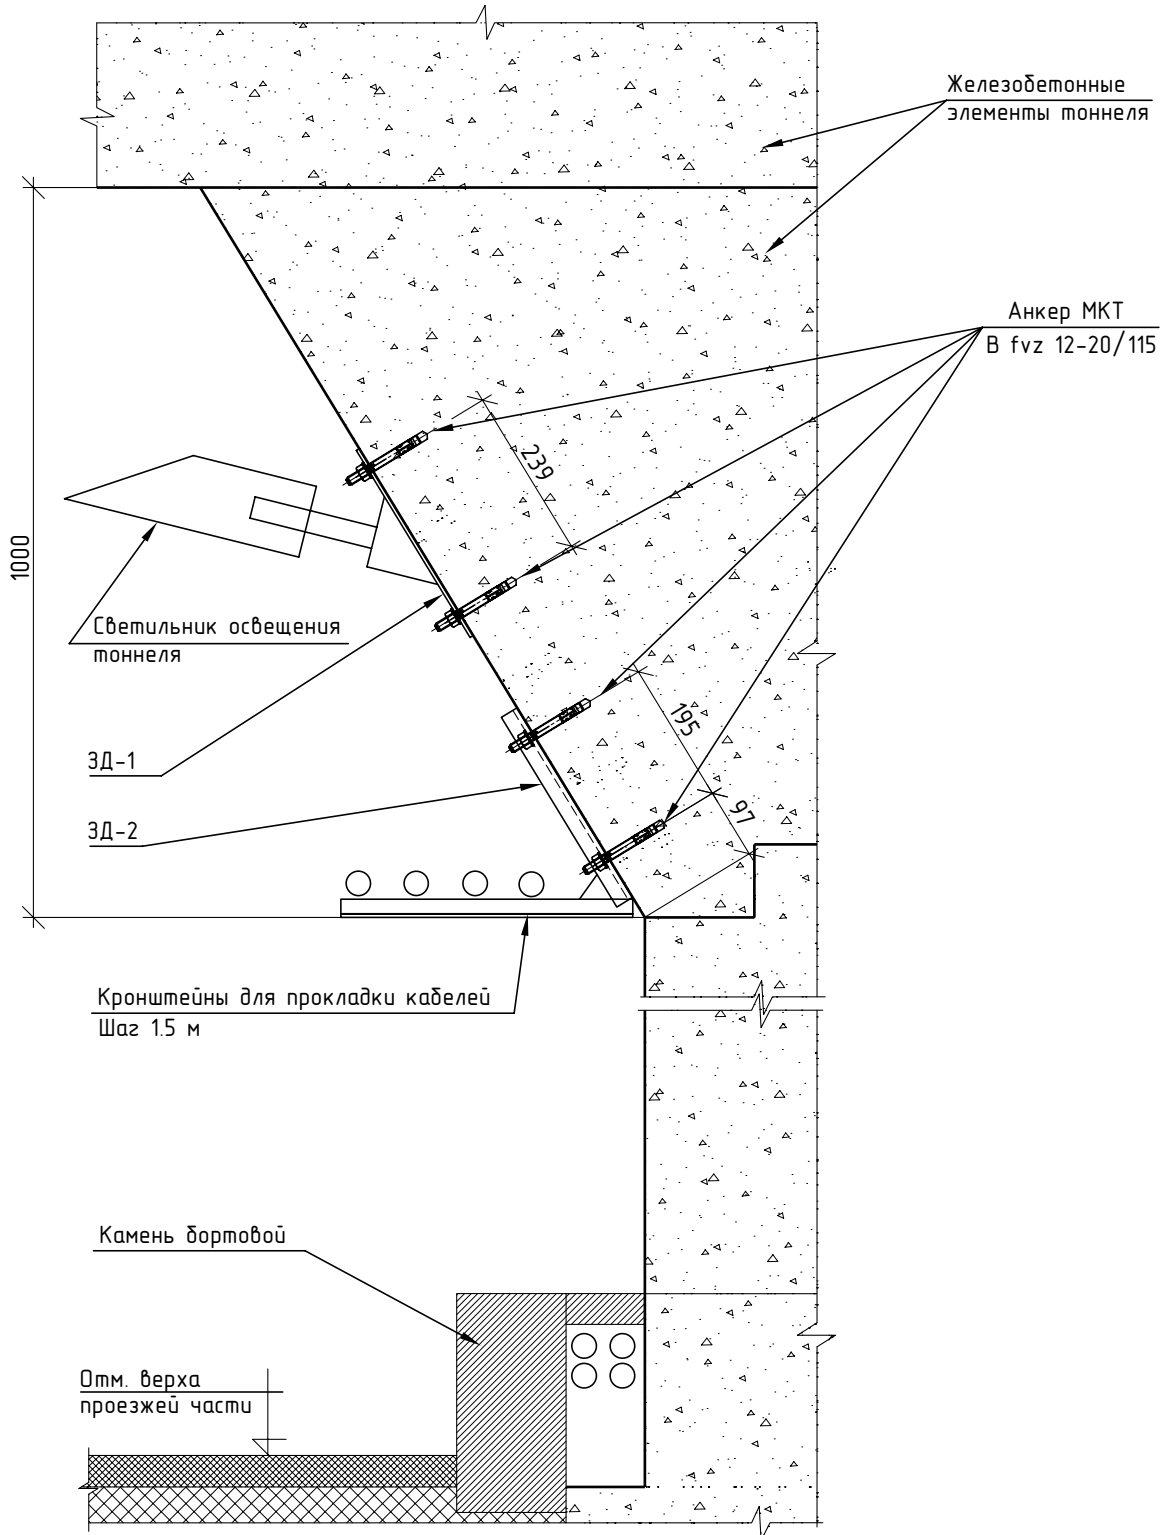 Железобетонные
элементы тоннеля
Анкер МКТ
B fvz 12-20/115
239
1000
Светильник освещения
тоннеля
195
ЗД-1
97
ЗД-2
Кронштейны для прокладки кабелей
Шаг 1.5 м
Камень бортовой
Отм. верха
проезжей части